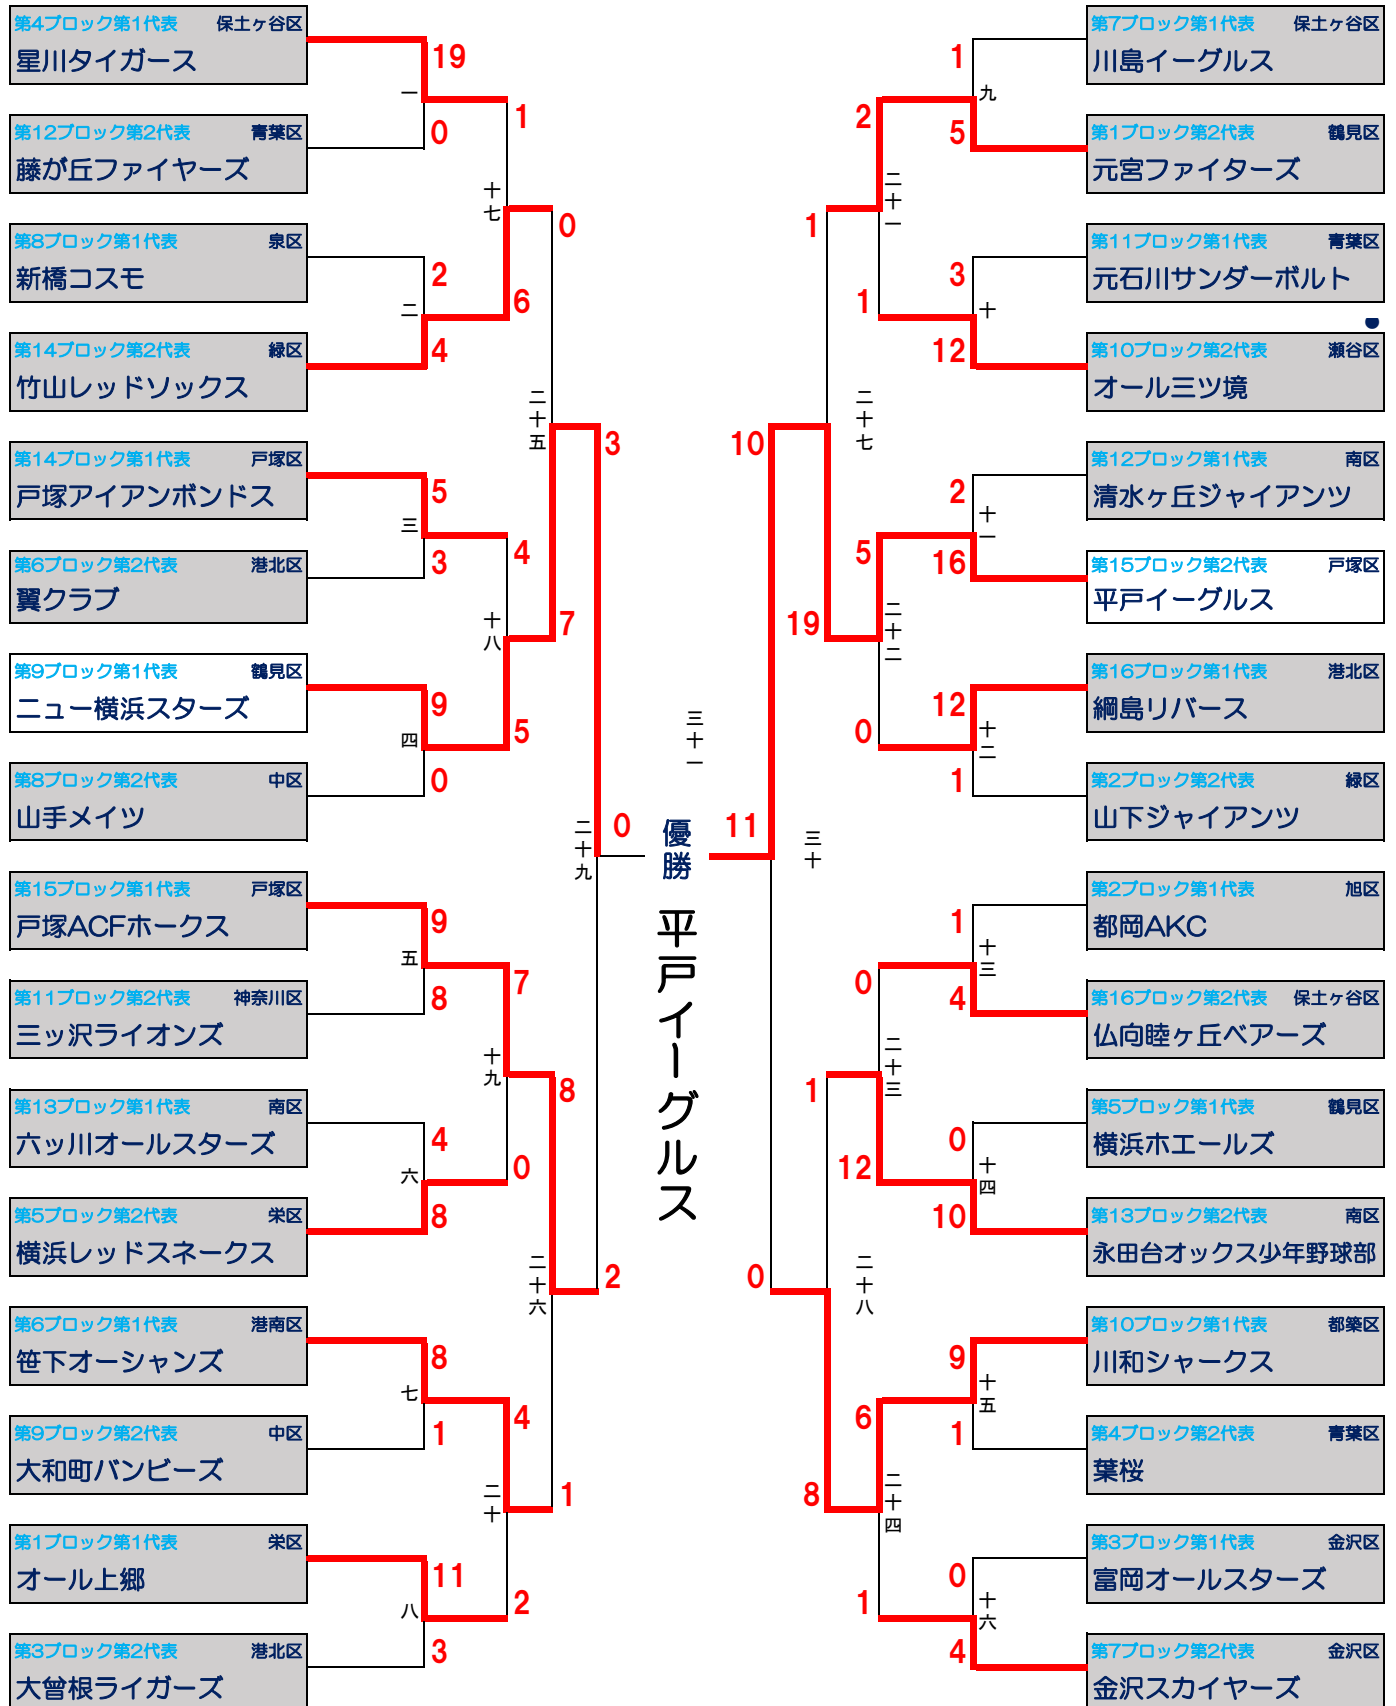 第4ブロック第1代表 保土ヶ谷区
星川タイガース
第12ブロック第2代表 青葉区
藤が丘ファイヤーズ
第8ブロック第1代表 泉区
新橋コスモ
第14ブロック第2代表 緑区
竹山レッドソックス
第14ブロック第1代表 戸塚区
戸塚アイアンボンドス
第6ブロック第2代表 港北区
翼クラブ
第9ブロック第1代表 鶴見区
ニュー横浜スターズ
第8ブロック第2代表 中区
山手メイツ
第15ブロック第1代表 戸塚区
戸塚ACFホークス
第11ブロック第2代表 神奈川区
三ッ沢ライオンズ
第13ブロック第1代表 南区
六ッ川オールスターズ
第5ブロック第2代表 栄区
横浜レッドスネークス
第6ブロック第1代表 港南区
笹下オーシャンズ
第9ブロック第2代表 中区
大和町バンビーズ
第1ブロック第1代表 栄区
オール上郷
第3ブロック第2代表 港北区
大曾根ライガーズ
19
一
0
2
二
4
5
三
3
9
四
0
9
五
8
4
六
8
8
七
1
11
八
3
1
十七
6
4
十八
5
7
十九
0
4
二十
2
0
二十五
7
8
二十六
1
3
二十九
2
0
三十一
11
優勝
平戸イーグルス
10
三十
0
1
二十七
19
1
二十八
8
2
二十一
1
5
二十二
0
0
二十三
12
6
二十四
1
1
九
5
3
十
12
2
十一
16
12
十二
1
1
十三
4
0
十四
10
9
十五
1
0
十六
4
第7ブロック第1代表 保土ヶ谷区
川島イーグルス
第1ブロック第2代表 鶴見区
元宮ファイターズ
第11ブロック第1代表 青葉区
元石川サンダーボルト
第10ブロック第2代表 瀬谷区
オール三ツ境
第12ブロック第1代表 南区
清水ヶ丘ジャイアンツ
第15ブロック第2代表 戸塚区
平戸イーグルス
第16ブロック第1代表 港北区
綱島リバース
第2ブロック第2代表 緑区
山下ジャイアンツ
第2ブロック第1代表 旭区
都岡AKC
第16ブロック第2代表 保土ヶ谷区
仏向睦ヶ丘ベアーズ
第5ブロック第1代表 鶴見区
横浜ホエールズ
第13ブロック第2代表 南区
永田台オックス少年野球部
第10ブロック第1代表 都築区
川和シャークス
第4ブロック第2代表 青葉区
葉桜
第3ブロック第1代表 金沢区
富岡オールスターズ
第7ブロック第2代表 金沢区
金沢スカイヤーズ